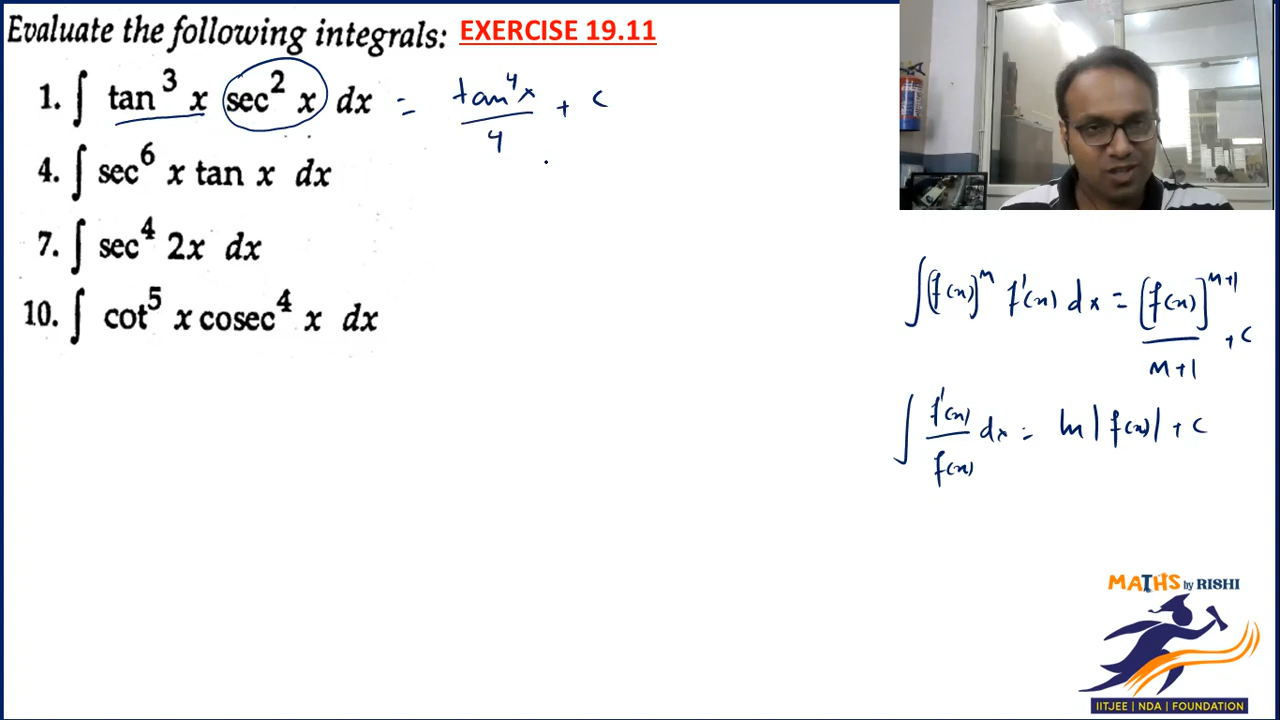 Evaluate the following integrals: EXERCISE 19.11
1. ∫ tan³ x sec² x dx = tan⁴x/4 + c
4. ∫ sec⁶ x tan x dx
7. ∫ sec⁴ 2x dx
10. ∫ cot⁵ x cosec⁴ x dx
∫ (f(x))ⁿ f'(x) dx = [f(x)]ⁿ⁺¹/n+1 + c
∫ f'(x)/f(x) dx = ln |f(x)| + c
MATHS by RISHI
IITJEE | NDA | FOUNDATION